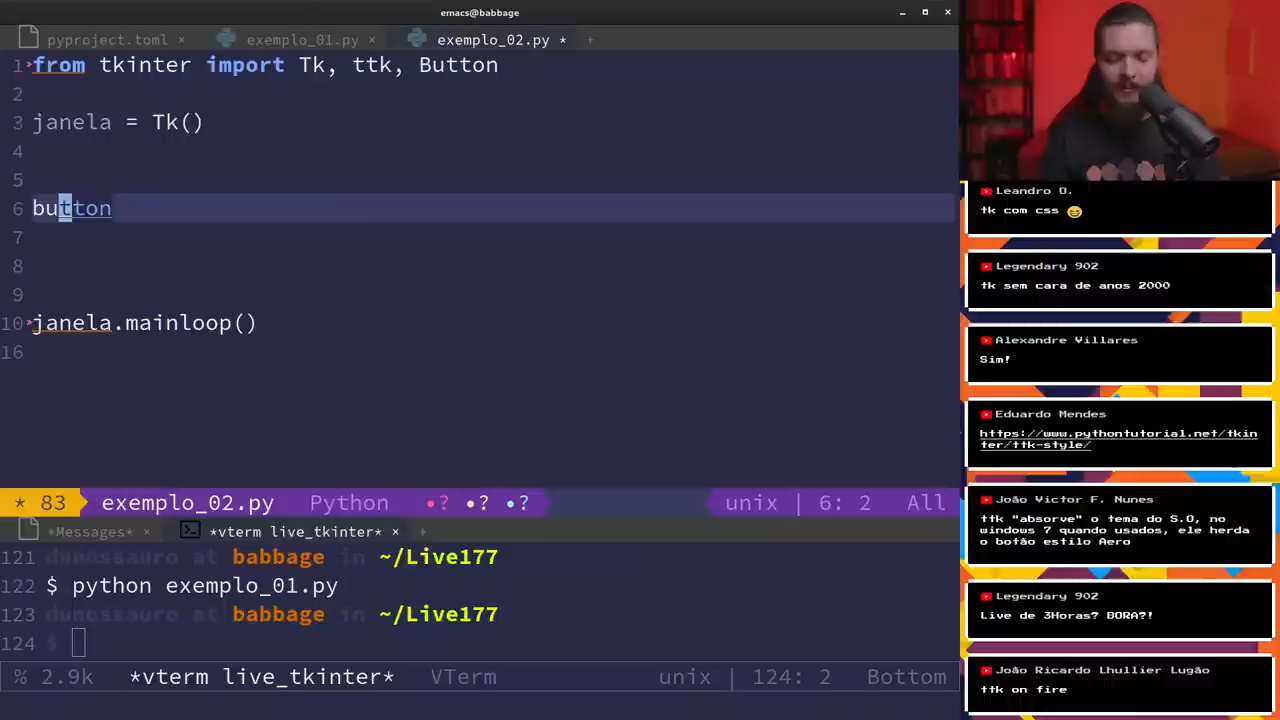 emacs@babbage
pyproject.toml × exemplo_01.py × exemplo_02.py * +
1 from tkinter import Tk, ttk, Button
2
3 janela = Tk()
4
5
6 button
7
8
9
10 janela.mainloop()
16
* 83 exemplo_02.py Python •? •? •? unix | 6: 2 All
*Messages* × *vterm live_tkinter* × +
121 dunossauro at babbage in ~/Live177
122 $ python exemplo_01.py
123 dunossauro at babbage in ~/Live177
124 $
% 2.9k *vterm live_tkinter* VTerm unix | 124: 2 Bottom
Leandro O.
tk com css 😄
Legendary 902
tk sem cara de anos 2000
Alexandre Villares
Sim!
Eduardo Mendes
https://www.pythontutorial.net/tkin
ter/ttk-style/
João Victor F. Nunes
ttk "absorve" o tema do S.O, no
windows 7 quando usados, ele herda
o botão estilo Aero
Legendary 902
Live de 3Horas? BORA?!
João Ricardo Lhullier Lugão
ttk on fire